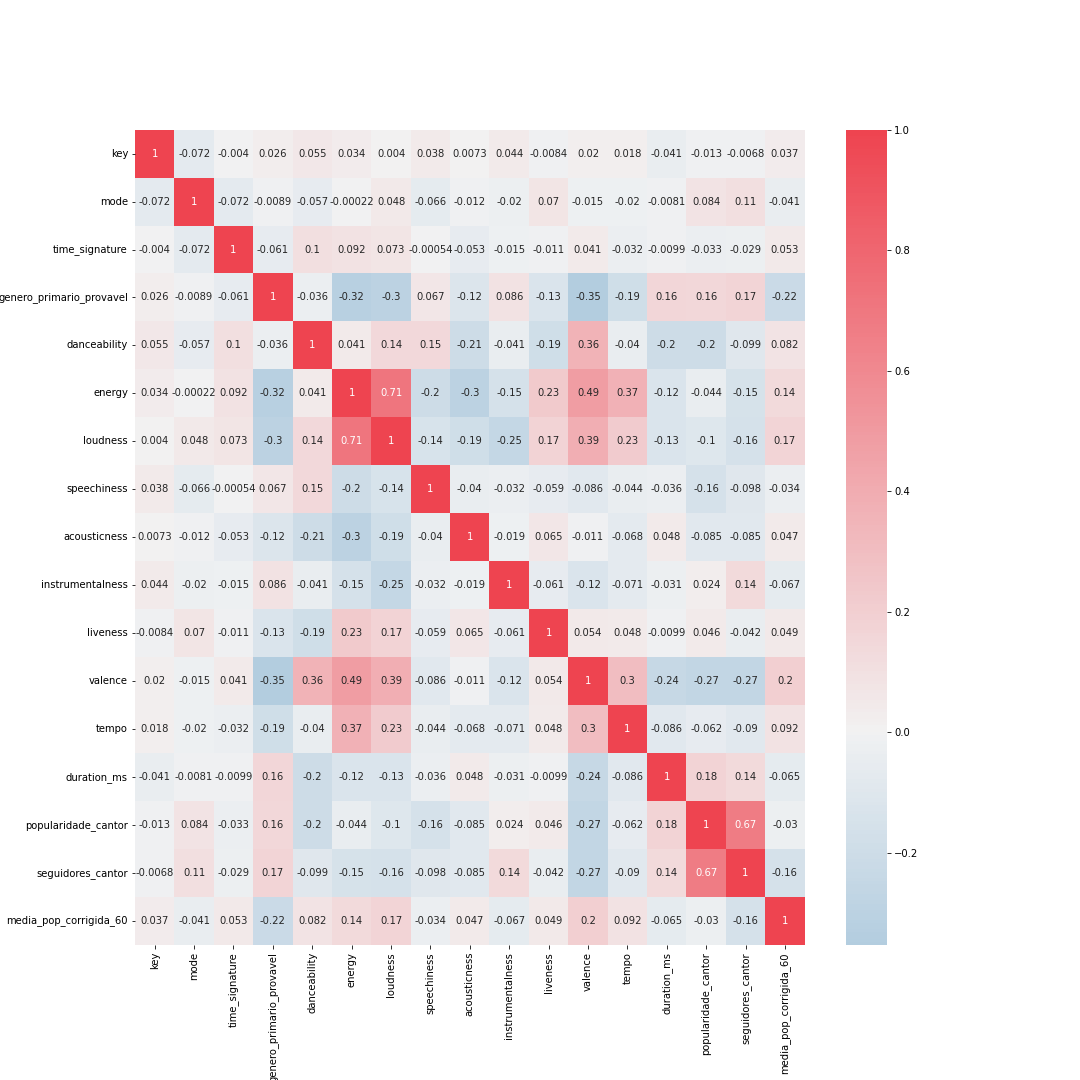 key 1 -0.072 -0.004 0.026 0.055 0.034 0.004 0.038 0.0073 0.044 -0.0084 0.02 0.018 -0.041 -0.013 -0.0068 0.037
mode -0.072 1 -0.072 -0.0089 -0.057 -0.00022 0.048 -0.066 -0.012 -0.02 0.07 -0.015 -0.02 -0.0081 0.084 0.11 -0.041
time_signature -0.004 -0.072 1 -0.061 0.1 0.092 0.073 -0.00054 -0.053 -0.015 -0.011 0.041 -0.032 -0.0099 -0.033 -0.029 0.053
genero_primario_provavel 0.026 -0.0089 -0.061 1 -0.036 -0.32 -0.3 0.067 -0.12 0.086 -0.13 -0.35 -0.19 0.16 0.16 0.17 -0.22
danceability 0.055 -0.057 0.1 -0.036 1 0.041 0.14 0.15 -0.21 -0.041 -0.19 0.36 -0.04 -0.2 -0.2 -0.099 0.082
energy 0.034 -0.00022 0.092 -0.32 0.041 1 0.71 -0.2 -0.3 -0.15 0.23 0.49 0.37 -0.12 -0.044 -0.15 0.14
loudness 0.004 0.048 0.073 -0.3 0.14 0.71 1 -0.14 -0.19 -0.25 0.17 0.39 0.23 -0.13 -0.1 -0.16 0.17
speechiness 0.038 -0.066 -0.00054 0.067 0.15 -0.2 -0.14 1 -0.04 -0.032 -0.059 -0.086 -0.044 -0.036 -0.16 -0.098 -0.034
acousticness 0.0073 -0.012 -0.053 -0.12 -0.21 -0.3 -0.19 -0.04 1 -0.019 0.065 -0.011 -0.068 0.048 -0.085 -0.085 0.047
instrumentalness 0.044 -0.02 -0.015 0.086 -0.041 -0.15 -0.25 -0.032 -0.019 1 -0.061 -0.12 -0.071 -0.031 0.024 0.14 -0.067
liveness -0.0084 0.07 -0.011 -0.13 -0.19 0.23 0.17 -0.059 0.065 -0.061 1 0.054 0.048 -0.0099 0.046 -0.042 0.049
valence 0.02 -0.015 0.041 -0.35 0.36 0.49 0.39 -0.086 -0.011 -0.12 0.054 1 0.3 -0.24 -0.27 -0.27 0.2
tempo 0.018 -0.02 -0.032 -0.19 -0.04 0.37 0.23 -0.044 -0.068 -0.071 0.048 0.3 1 -0.086 -0.062 -0.09 0.092
duration_ms -0.041 -0.0081 -0.0099 0.16 -0.2 -0.12 -0.13 -0.036 0.048 -0.031 -0.0099 -0.24 -0.086 1 0.18 0.14 -0.065
popularidade_cantor -0.013 0.084 -0.033 0.16 -0.2 -0.044 -0.1 -0.16 -0.085 0.024 0.046 -0.27 -0.062 0.18 1 0.67 -0.03
seguidores_cantor -0.0068 0.11 -0.029 0.17 -0.099 -0.15 -0.16 -0.098 -0.085 0.14 -0.042 -0.27 -0.09 0.14 0.67 1 -0.16
media_pop_corrigida_60 0.037 -0.041 0.053 -0.22 0.082 0.14 0.17 -0.034 0.047 -0.067 0.049 0.2 0.092 -0.065 -0.03 -0.16 1
key
mode
time_signature
genero_primario_provavel
danceability
energy
loudness
speechiness
acousticness
instrumentalness
liveness
valence
tempo
duration_ms
popularidade_cantor
seguidores_cantor
media_pop_corrigida_60
1.0
0.8
0.6
0.4
0.2
0.0
−0.2